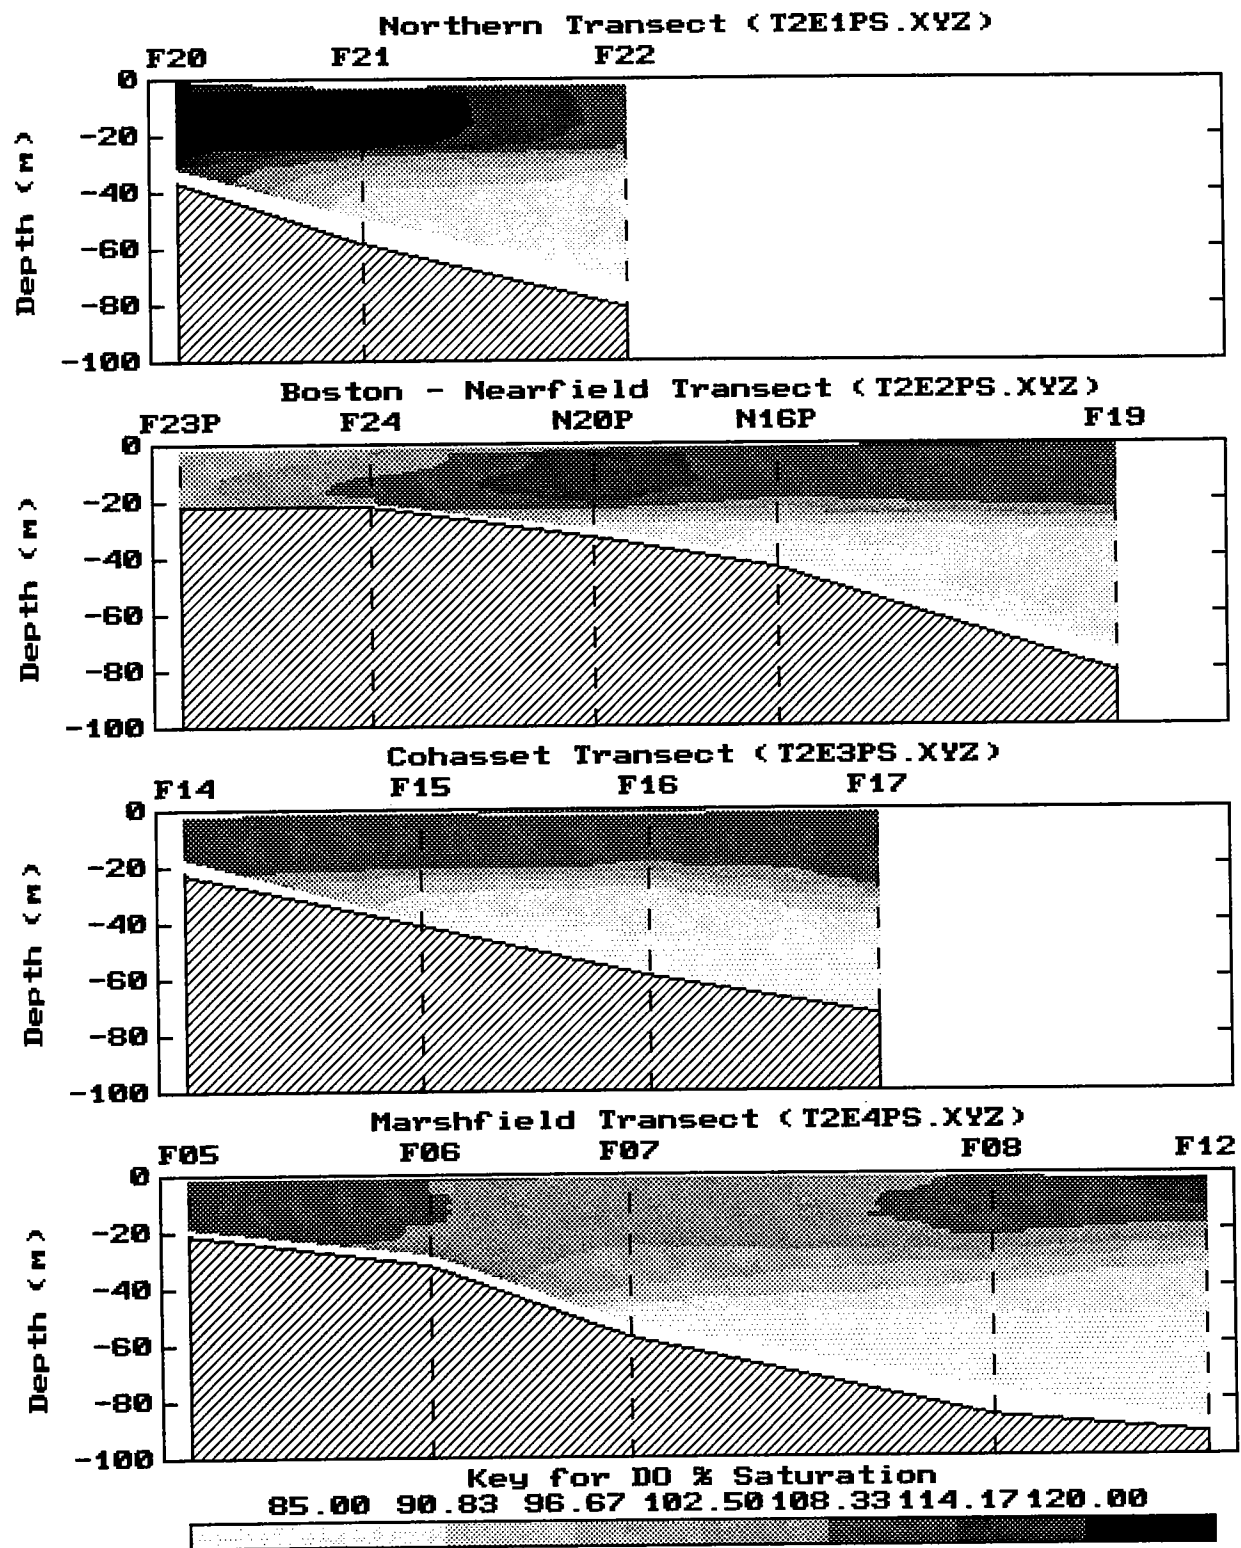 Northern Transect (T2E1PS.XYZ)
F20 F21 F22
0
-20
-40
-60
-80
-100
Depth (m)
Boston - Nearfield Transect (T2E2PS.XYZ)
F23P F24 N20P N16P F19
0
-20
-40
-60
-80
-100
Depth (m)
Cohasset Transect (T2E3PS.XYZ)
F14 F15 F16 F17
0
-20
-40
-60
-80
-100
Depth (m)
Marshfield Transect (T2E4PS.XYZ)
F05 F06 F07 F08 F12
0
-20
-40
-60
-80
-100
Depth (m)
Key for DO % Saturation
85.00 90.83 96.67 102.50 108.33 114.17 120.00